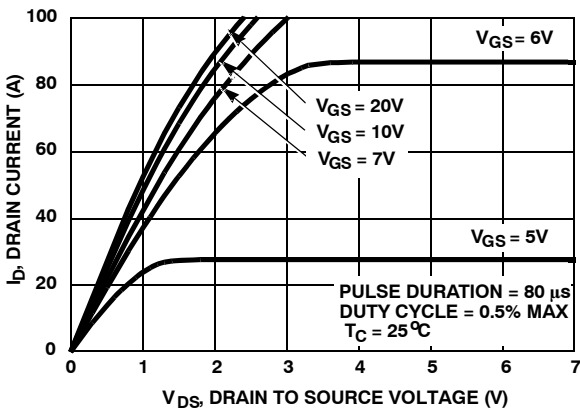 100
80
60
40
20
0
I_D, DRAIN CURRENT (A)
V_GS = 6V
V_GS = 20V
V_GS = 10V
V_GS = 7V
V_GS = 5V
PULSE DURATION = 80 µs
DUTY CYCLE = 0.5% MAX
T_C = 25°C
0 1 2 3 4 5 6 7
V_DS, DRAIN TO SOURCE VOLTAGE (V)